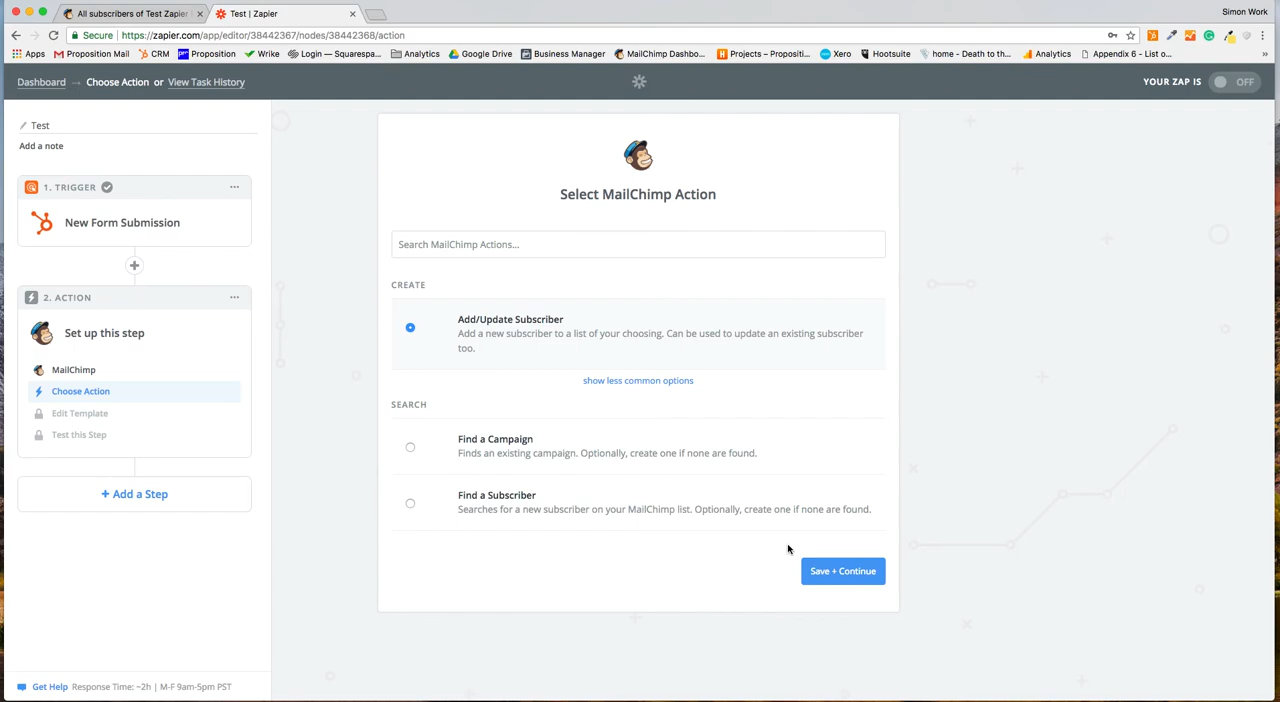 All subscribers of Test Zapier
Test | Zapier
Simon Work
Secure
https://zapier.com/app/editor/38442367/nodes/38442368/action
Apps
Proposition Mail
CRM
Proposition
Wrike
Login — Squarespa...
Analytics
Google Drive
Business Manager
MailChimp Dashbo...
Projects – Propositi...
Xero
Hootsuite
home - Death to th...
Analytics
Appendix 6 - List o...
»
Dashboard → Choose Action or View Task History
YOUR ZAP IS OFF
Test
Add a note
1. TRIGGER
New Form Submission
2. ACTION
Set up this step
MailChimp
Choose Action
Edit Template
Test this Step
+ Add a Step
Get Help Response Time: ~2h | M-F 9am-5pm PST
Select MailChimp Action
Search MailChimp Actions...
CREATE
Add/Update Subscriber
Add a new subscriber to a list of your choosing. Can be used to update an existing subscriber
too.
show less common options
SEARCH
Find a Campaign
Finds an existing campaign. Optionally, create one if none are found.
Find a Subscriber
Searches for a new subscriber on your MailChimp list. Optionally, create one if none are found.
Save + Continue